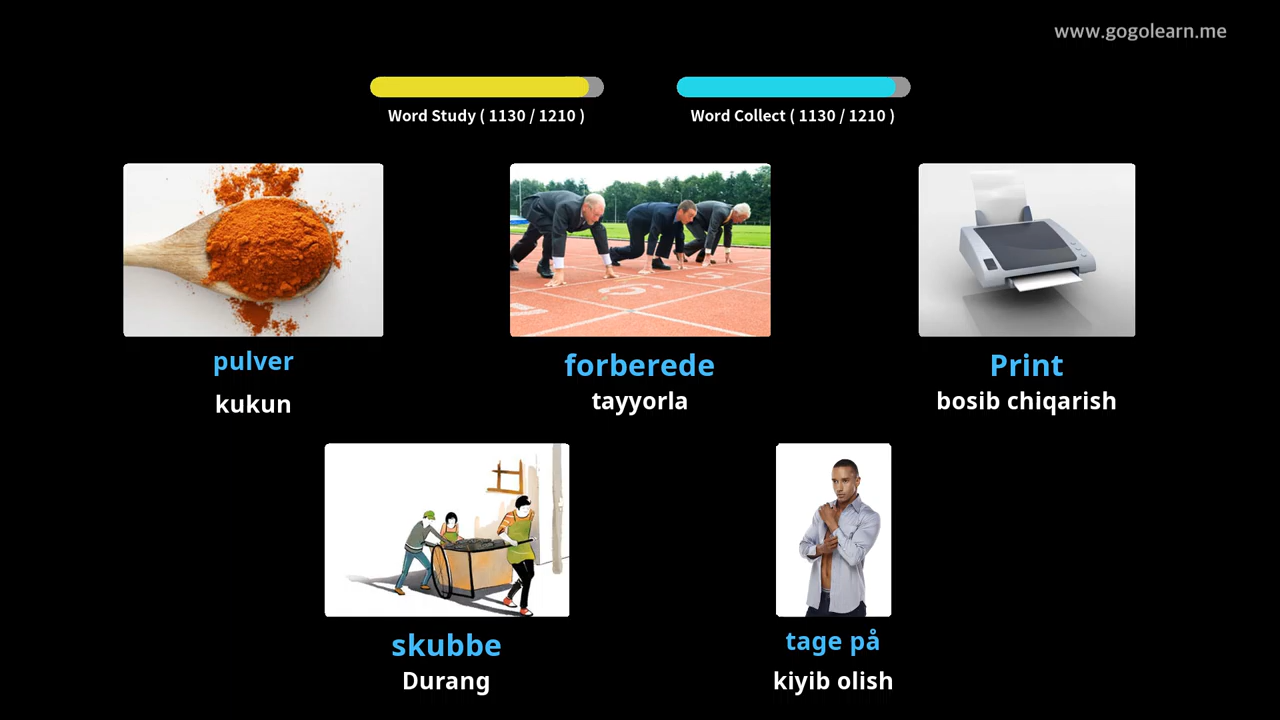 www.gogolearn.me
Word Study ( 1130 / 1210 )
Word Collect ( 1130 / 1210 )
pulver
kukun
forberede
tayyorla
Print
bosib chiqarish
skubbe
Durang
tage på
kiyib olish